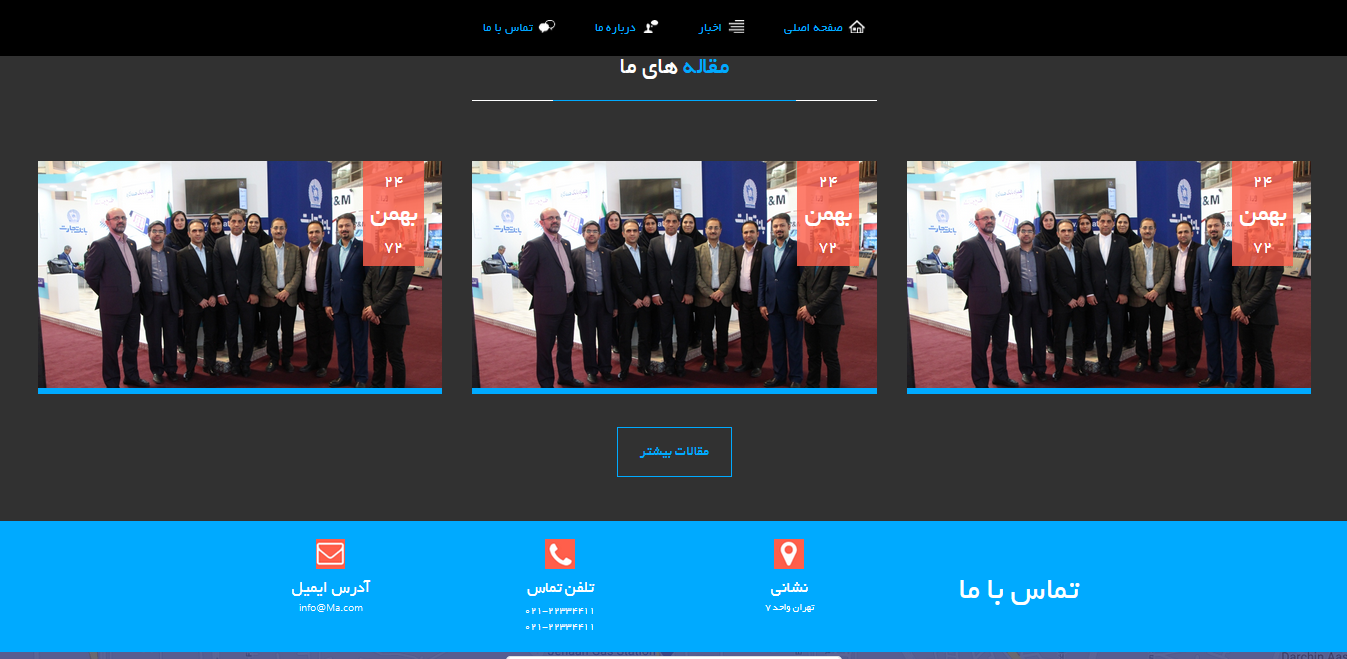 صفحه اصلی
اخبار
درباره ما
تماس با ما
مقاله های ما
۲۴
بهمن
۷۲
&M
۲۴
بهمن
۷۲
&M
۲۴
بهمن
۷۲
&M
مقالات بیشتر
تماس با ما
نشانی
تهران واحد ۷
تلفن تماس
۰۲۱-۲۲۳۳۴۴۱۱
۰۲۱-۲۲۳۳۴۴۱۱
آدرس ایمیل
info@Ma.com